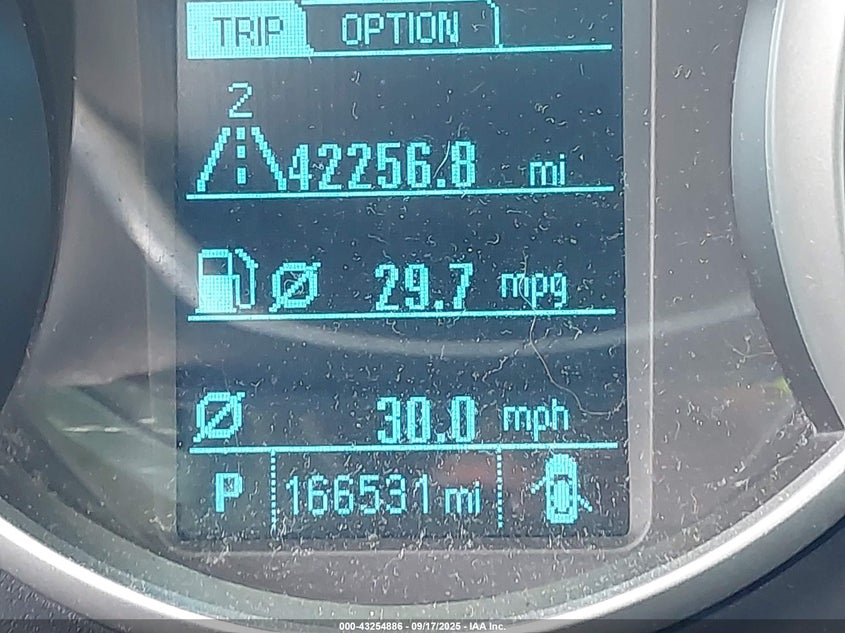 TRIP OPTION
2
42256.8 mi
Ø 29.7 mpg
Ø 30.0 mph
P 166531 mi
000-43254886 - 09/17/2025 - IAA Inc.